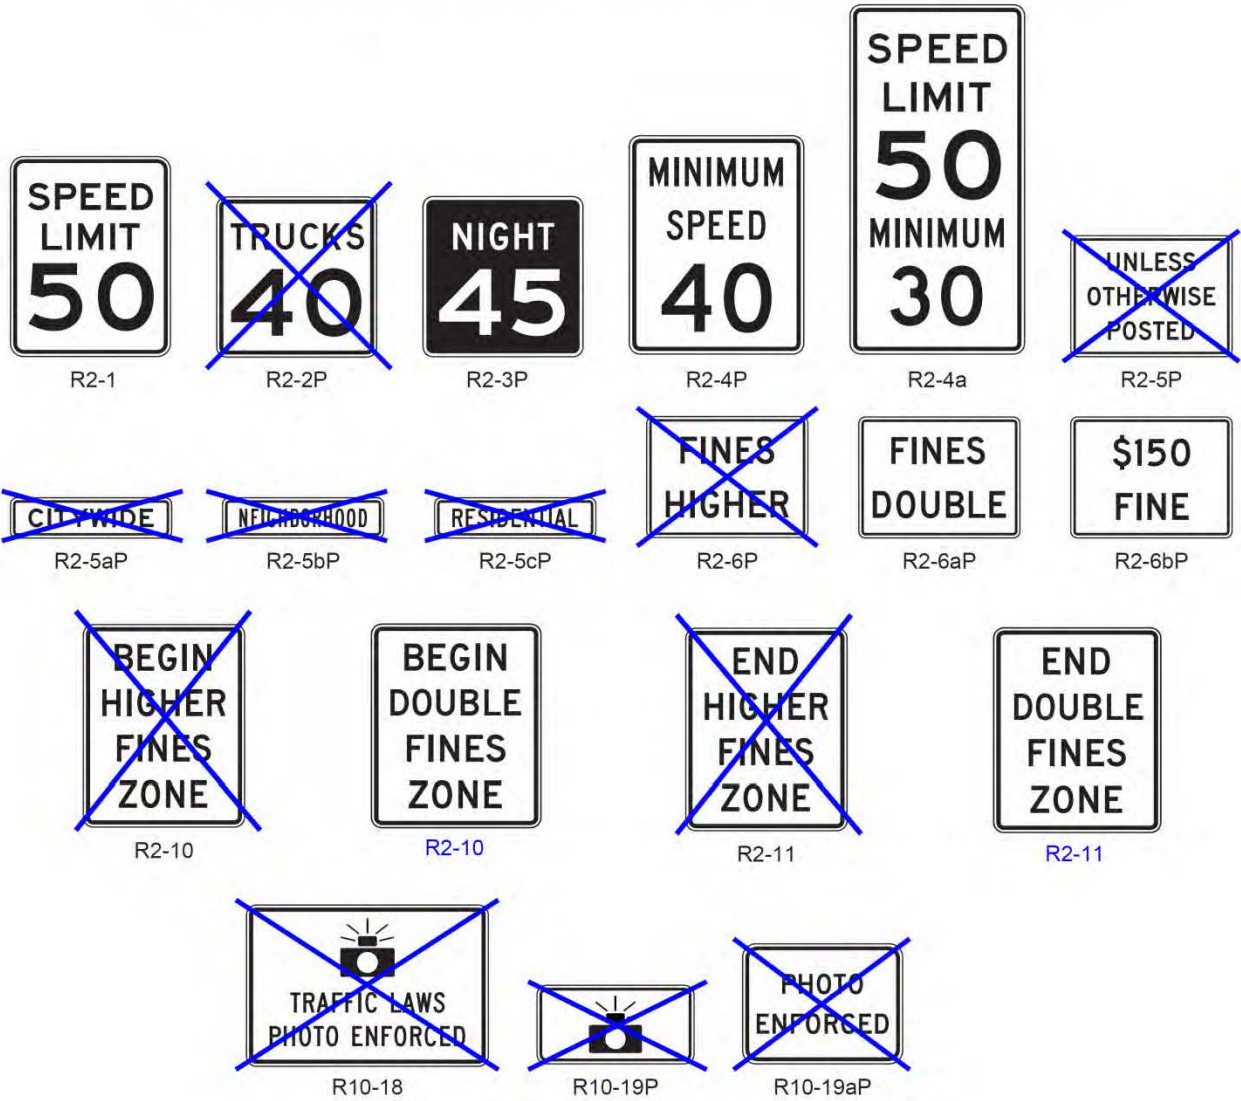 SPEED
LIMIT
50
R2-1
TRUCKS
40
R2-2P
NIGHT
45
R2-3P
MINIMUM
SPEED
40
R2-4P
SPEED
LIMIT
50
MINIMUM
30
R2-4a
UNLESS
OTHERWISE
POSTED
R2-5P
CITYWIDE
R2-5aP
NEIGHBORHOOD
R2-5bP
RESIDENTIAL
R2-5cP
FINES
HIGHER
R2-6P
FINES
DOUBLE
R2-6aP
$150
FINE
R2-6bP
BEGIN
HIGHER
FINES
ZONE
R2-10
BEGIN
DOUBLE
FINES
ZONE
R2-10
END
HIGHER
FINES
ZONE
R2-11
END
DOUBLE
FINES
ZONE
R2-11
TRAFFIC LAWS
PHOTO ENFORCED
R10-18
R10-19P
PHOTO
ENFORCED
R10-19aP